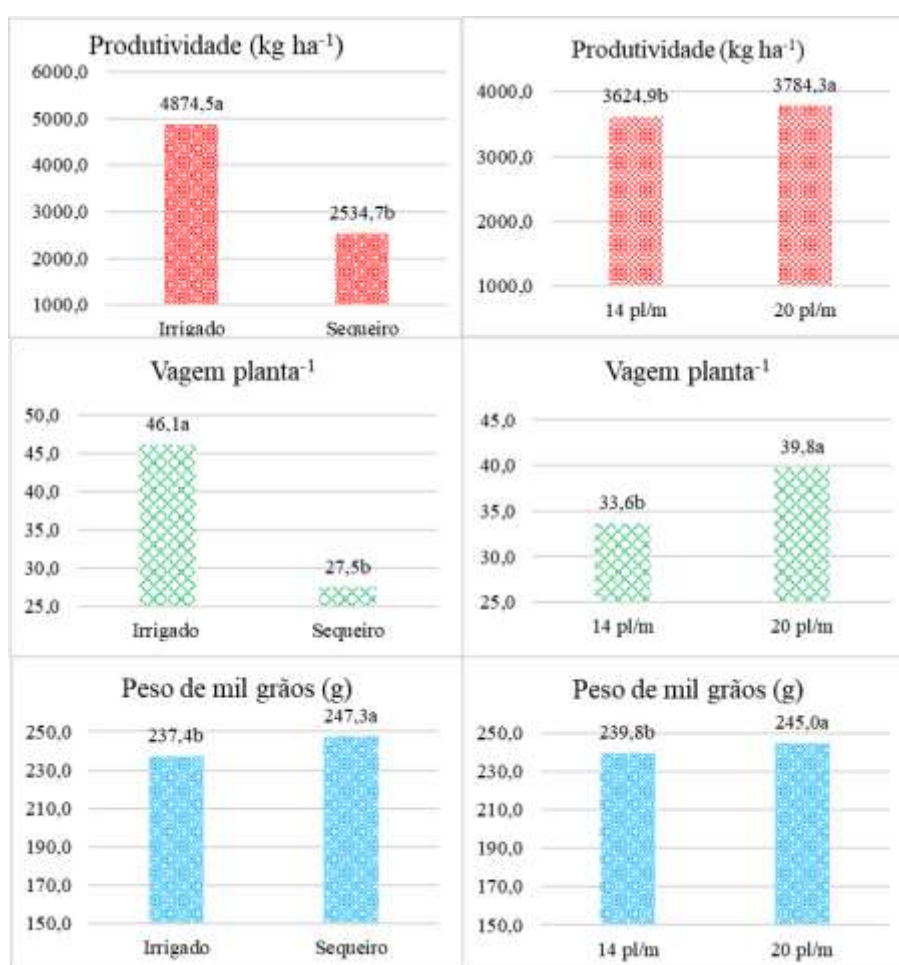 Produtividade (kg ha-1)
6000,0
5000,0
4000,0
3000,0
2000,0
1000,0
4874,5a
2534,7b
Irrigado
Sequeiro
Produtividade (kg ha-1)
4000,0
3000,0
2000,0
1000,0
3624,9b
3784,3a
14 pl/m
20 pl/m
Vagem planta-1
50,0
45,0
40,0
35,0
30,0
25,0
46,1a
27,5b
Irrigado
Sequeiro
Vagem planta-1
45,0
40,0
35,0
30,0
25,0
33,6b
39,8a
14 pl/m
20 pl/m
Peso de mil grãos (g)
250,0
230,0
210,0
190,0
170,0
150,0
237,4b
247,3a
Irrigado
Sequeiro
Peso de mil grãos (g)
250,0
230,0
210,0
190,0
170,0
150,0
239,8b
245,0a
14 pl/m
20 pl/m